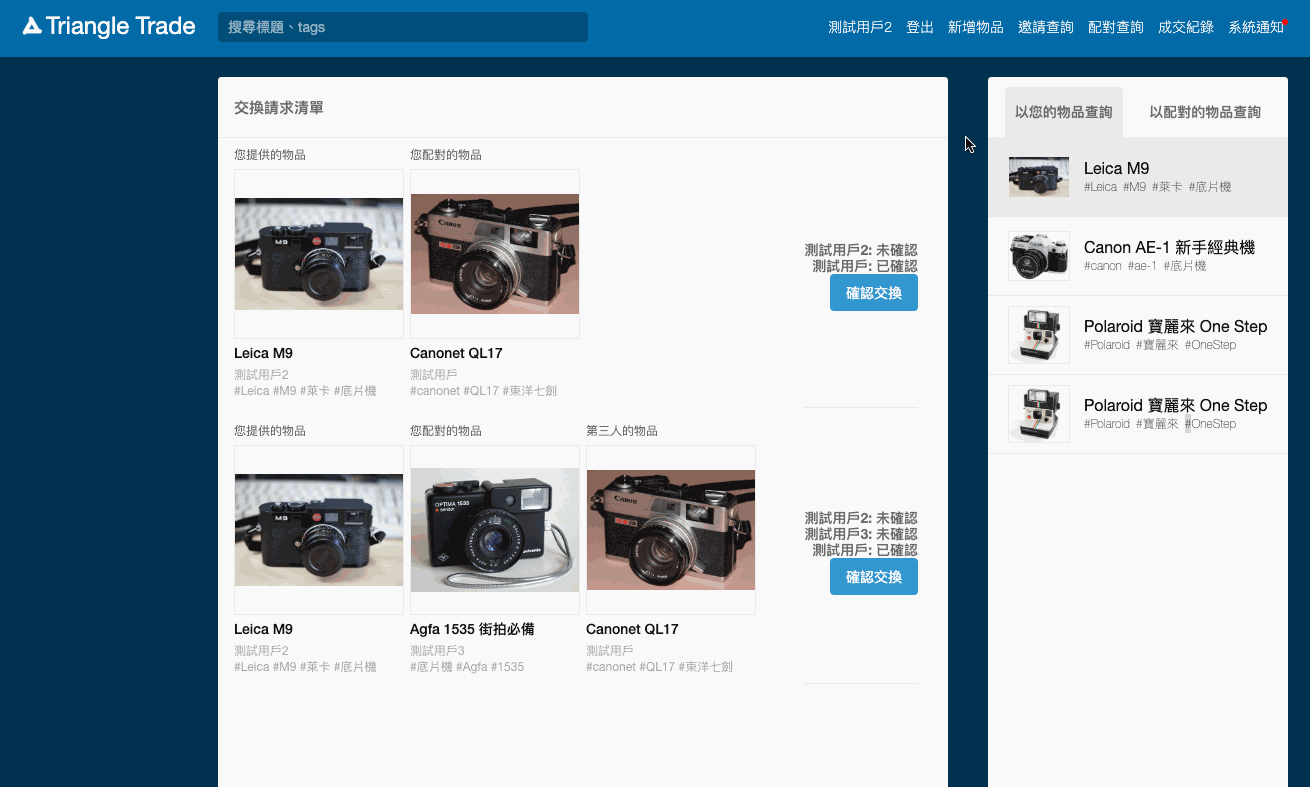 Triangle Trade
搜尋標題、tags
測試用戶2 登出 新增物品 邀請查詢 配對查詢 成交紀錄 系統通知
交換請求清單
您提供的物品
您配對的物品
M9
Canon
測試用戶2: 未確認
測試用戶: 已確認
確認交換
Leica M9
測試用戶2
#Leica #M9 #萊卡 #底片機
Canonet QL17
測試用戶
#canonet #QL17 #東洋七劍
您提供的物品
您配對的物品
第三人的物品
M9
OPTIMA 1535
sensor
Canon
測試用戶2: 未確認
測試用戶3: 未確認
測試用戶: 已確認
確認交換
Leica M9
測試用戶2
#Leica #M9 #萊卡 #底片機
Agfa 1535 街拍必備
測試用戶3
#底片機 #Agfa #1535
Canonet QL17
測試用戶
#canonet #QL17 #東洋七劍
以您的物品查詢
以配對的物品查詢
Leica M9
#Leica #M9 #萊卡 #底片機
Canon AE-1 新手經典機
#canon #ae-1 #底片機
Polaroid 寶麗來 One Step
#Polaroid #寶麗來 #OneStep
Polaroid 寶麗來 One Step
#Polaroid #寶麗來 #OneStep